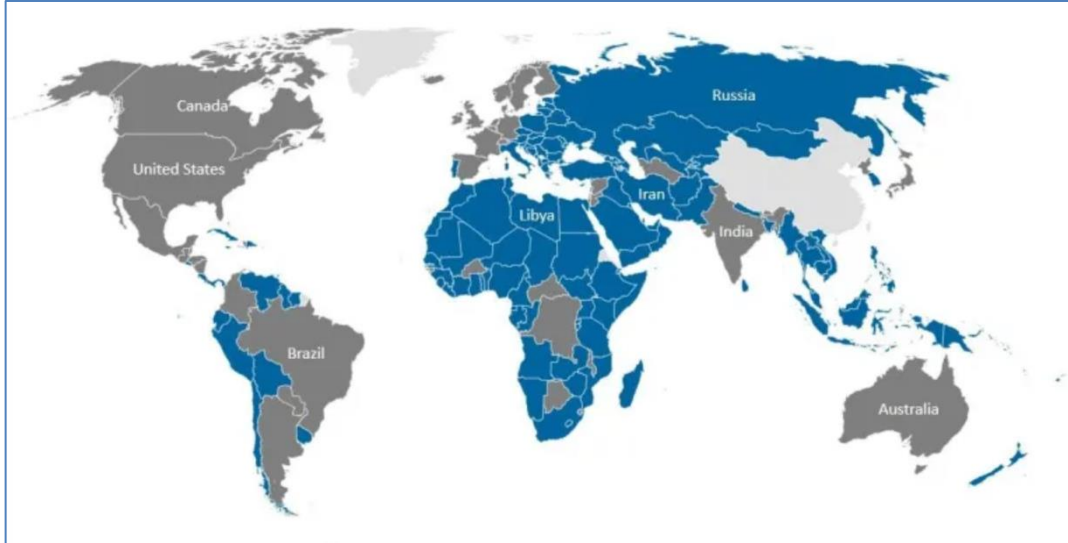 Canada
Russia
United States
Iran
Libya
India
Brazil
Australia